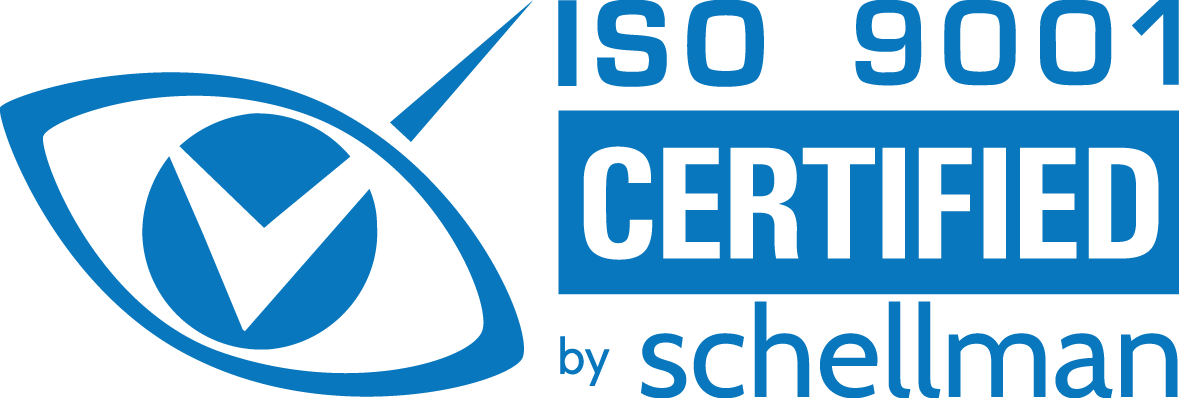 ISO 9001
CERTIFIED
by schellman